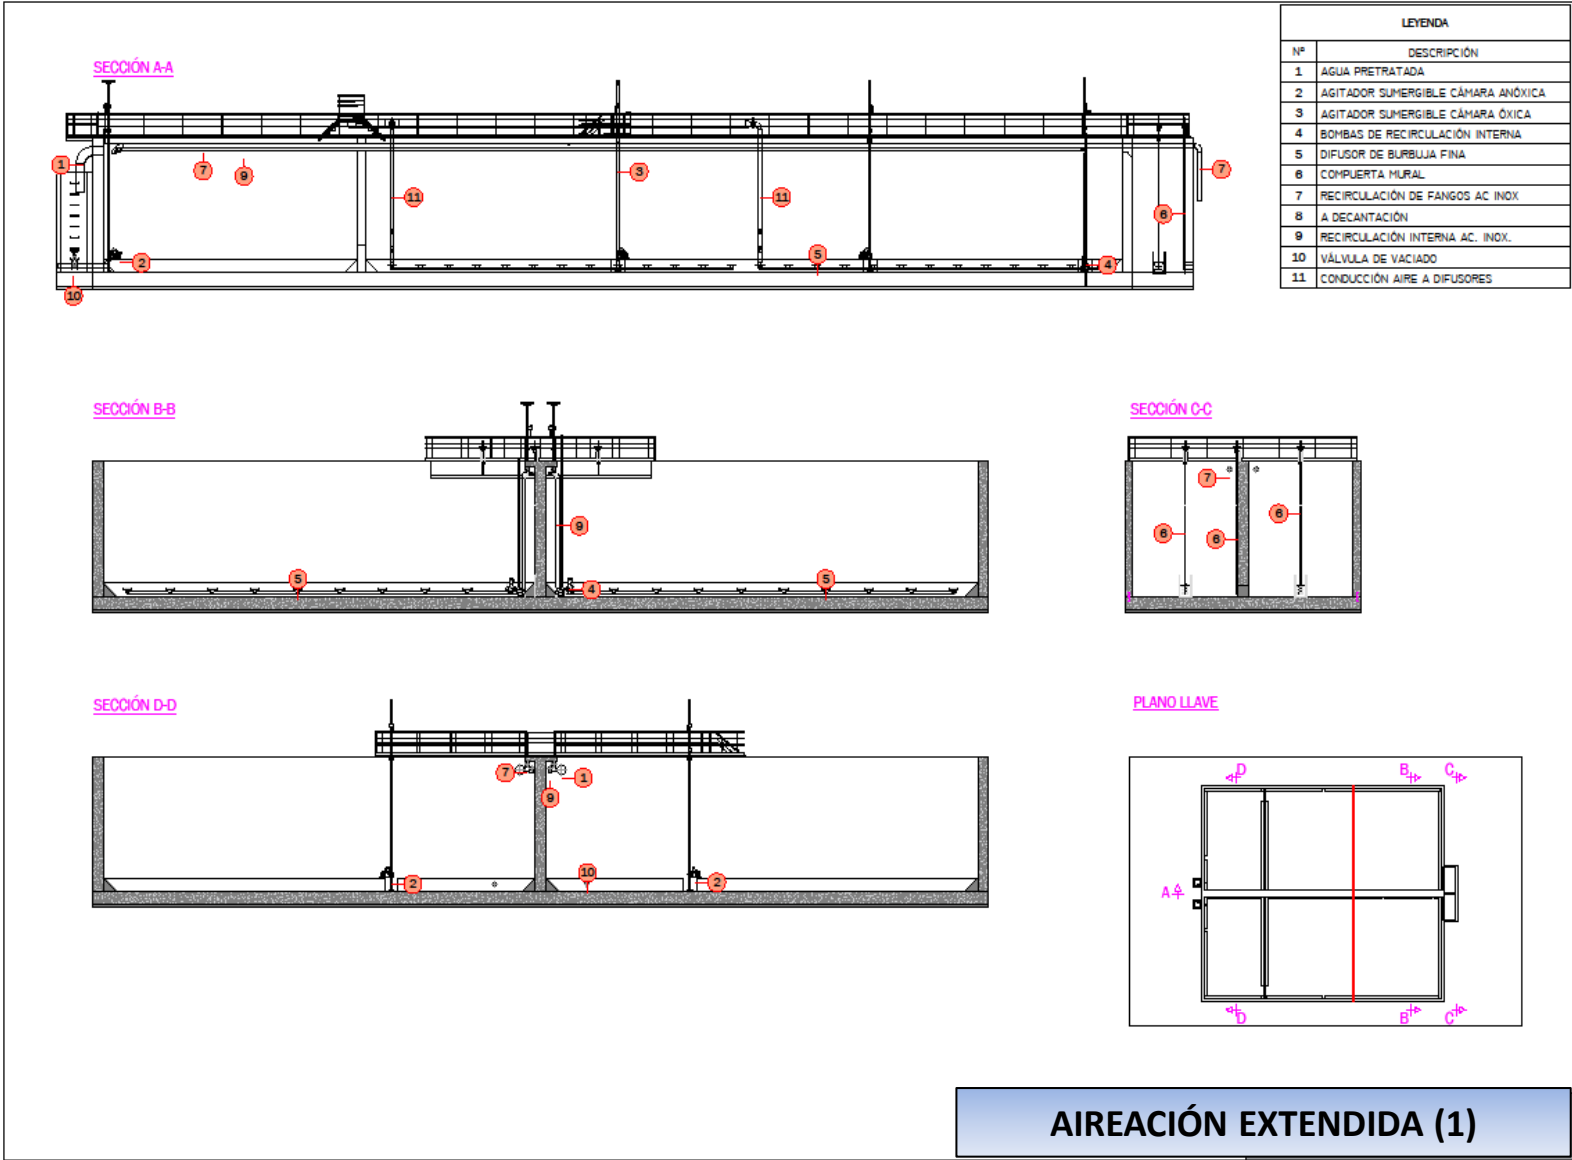 LEYENDA
Nº DESCRIPCIÓN
1 AGUA PRETRATADA
2 AGITADOR SUMERGIBLE CÁMARA ANÓXICA
3 AGITADOR SUMERGIBLE CÁMARA ÓXICA
4 BOMBAS DE RECIRCULACIÓN INTERNA
5 DIFUSOR DE BURBUJA FINA
6 COMPUERTA MURAL
7 RECIRCULACIÓN DE FANGOS AC INOX
8 A DECANTACIÓN
9 RECIRCULACIÓN INTERNA AC. INOX.
10 VÁLVULA DE VACIADO
11 CONDUCCIÓN AIRE A DIFUSORES
SECCIÓN A-A
1
7
9
3
7
11
11
6
2
5
4
10
SECCIÓN B-B
9
5
4
5
SECCIÓN C-C
7
6
6
6
SECCIÓN D-D
7
1
9
10
2
2
PLANO LLAVE
D B C
A
D B C
AIREACIÓN EXTENDIDA (1)